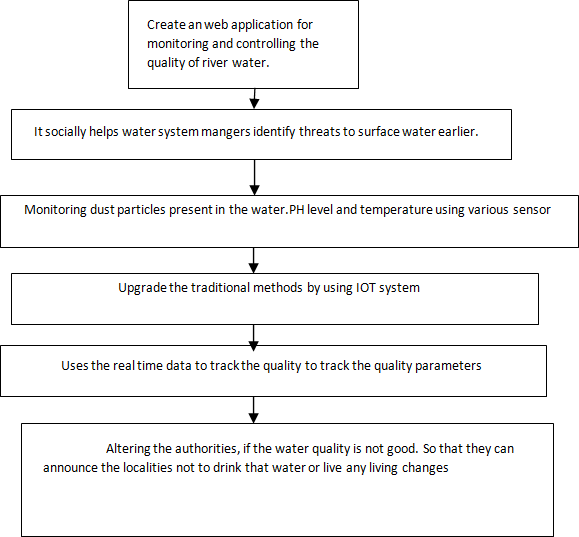 Create an web application for
monitoring and controlling the
quality of river water.
It socially helps water system mangers identify threats to surface water earlier.
Monitoring dust particles present in the water.PH level and temperature using various sensor
Upgrade the traditional methods by using IOT system
Uses the real time data to track the quality to track the quality parameters
Altering the authorities, if the water quality is not good. So that they can
announce the localities not to drink that water or live any living changes